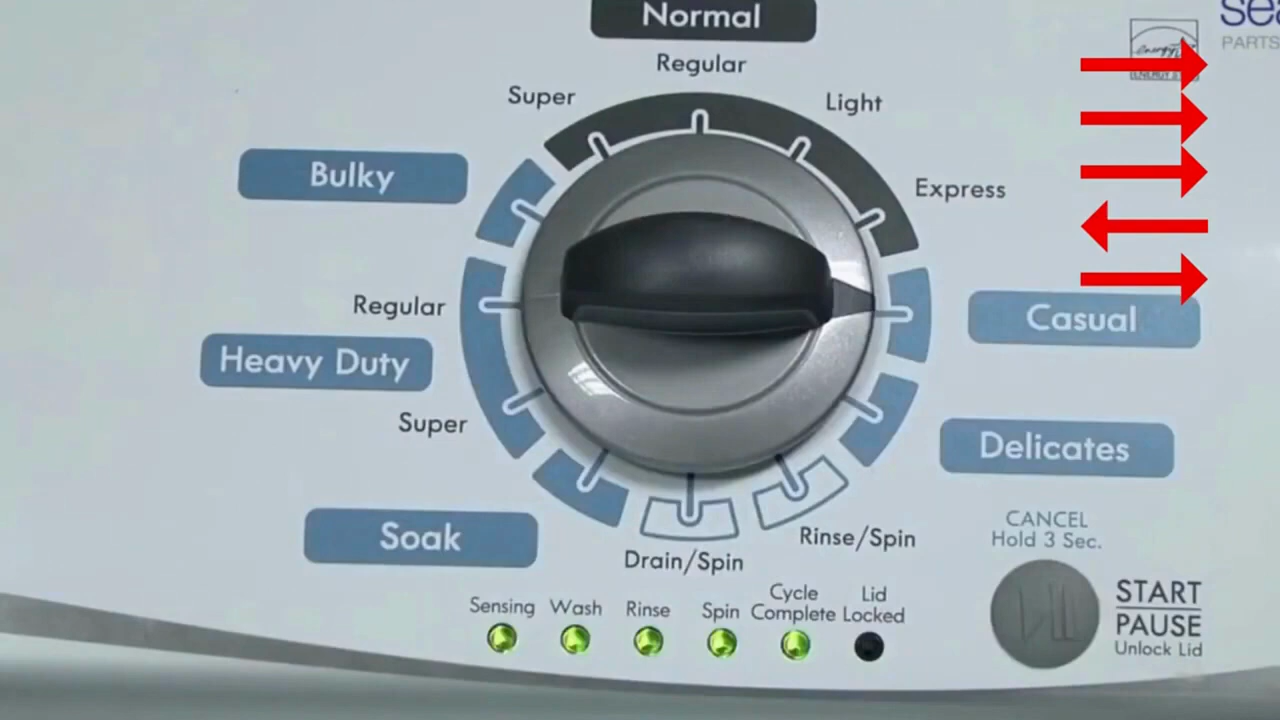 Normal
Regular
Super
Light
Bulky
Express
Regular
Casual
Heavy Duty
Super
Delicates
Soak
Drain/Spin
Rinse/Spin
CANCEL
Hold 3 Sec.
Sensing
Wash
Rinse
Spin
Cycle
Complete
Lid
Locked
START
PAUSE
Unlock Lid
PARTS